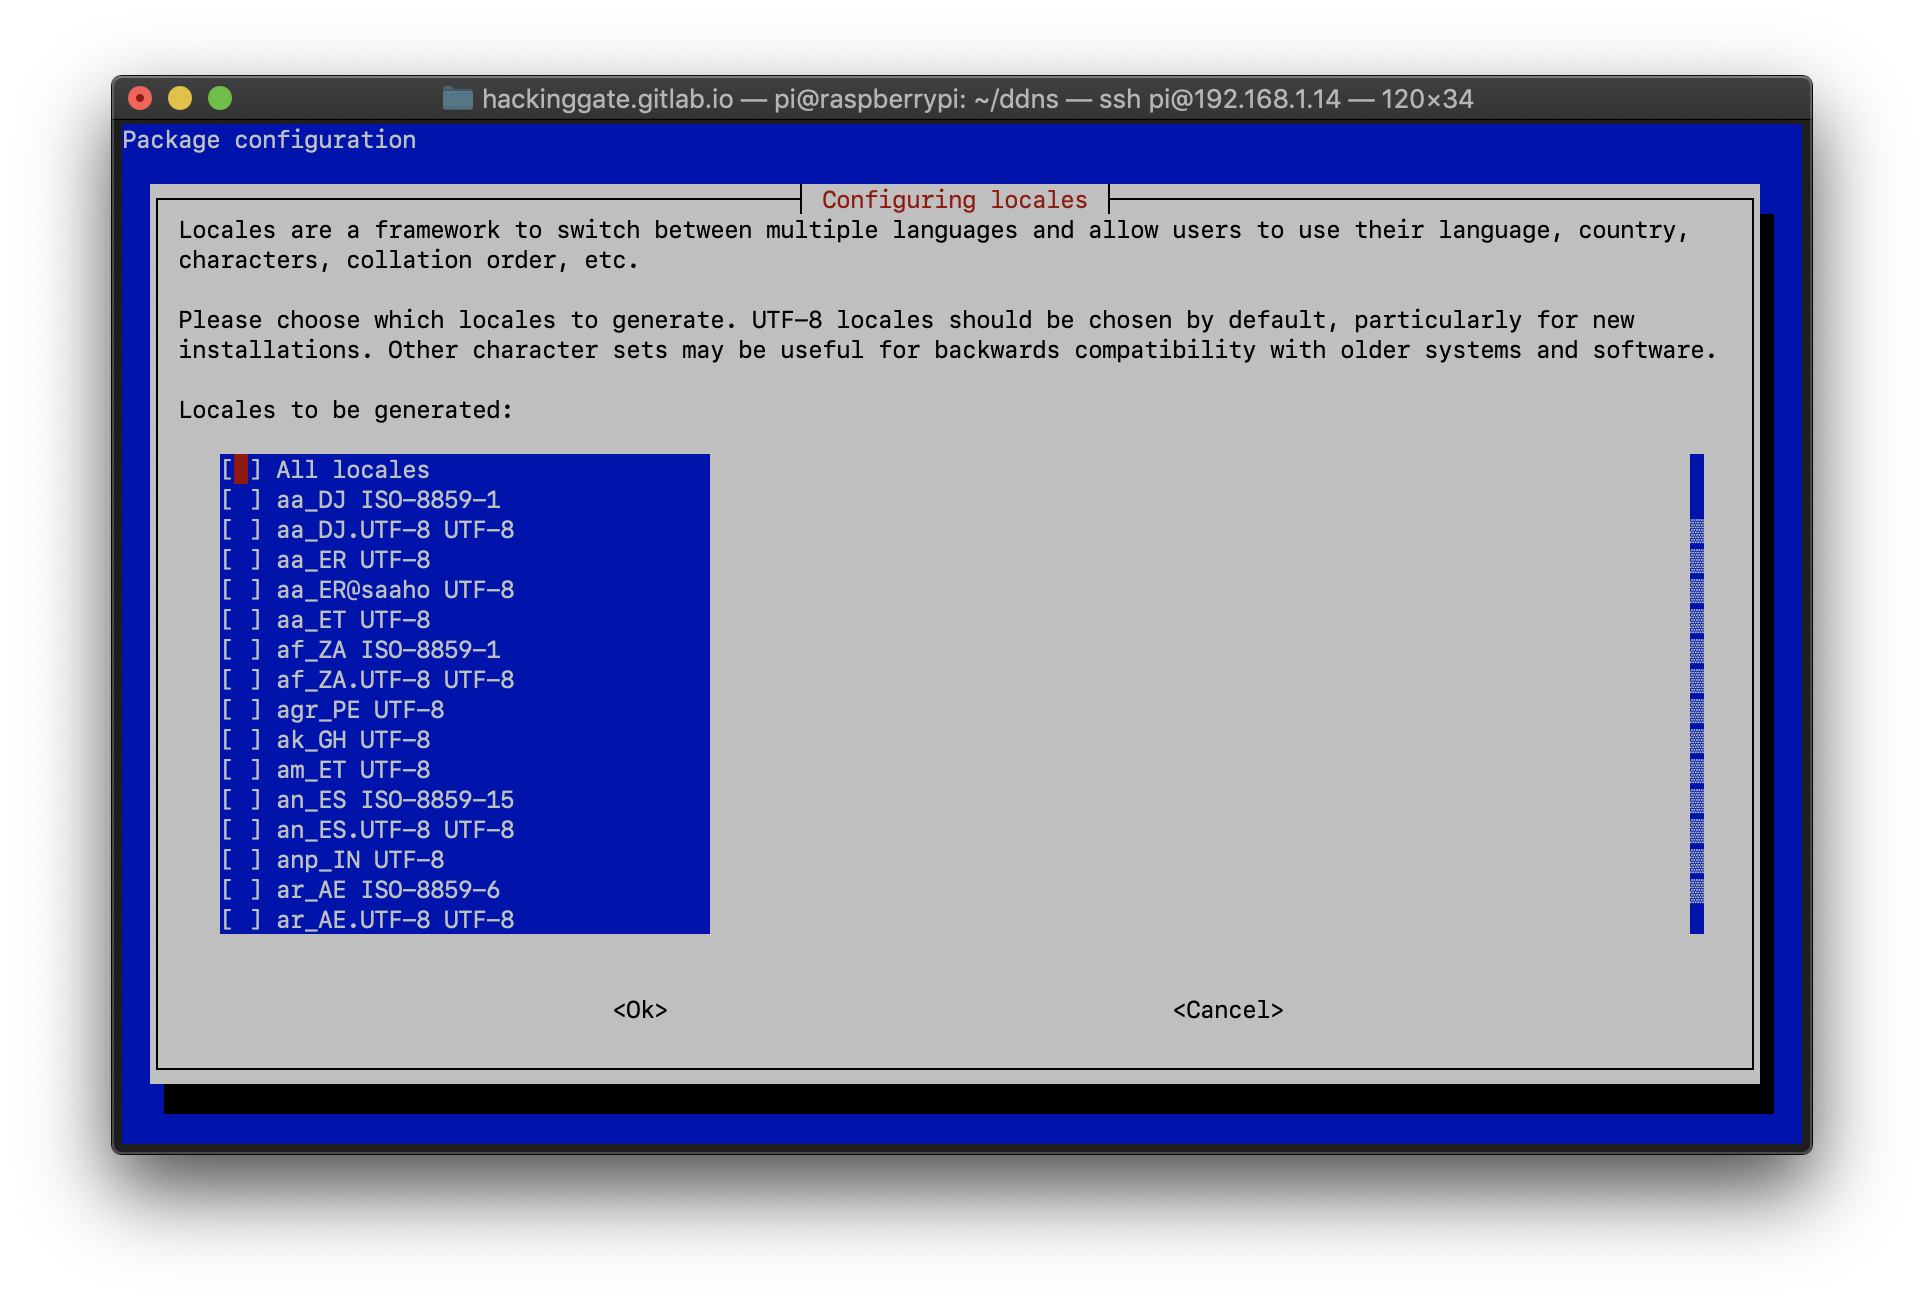 hackinggate.gitlab.io — pi@raspberrypi: ~/ddns — ssh pi@192.168.1.14 — 120×34
Package configuration
Configuring locales
Locales are a framework to switch between multiple languages and allow users to use their language, country,
characters, collation order, etc.
Please choose which locales to generate. UTF-8 locales should be chosen by default, particularly for new
installations. Other character sets may be useful for backwards compatibility with older systems and software.
Locales to be generated:
[ ] All locales
[ ] aa_DJ ISO-8859-1
[ ] aa_DJ.UTF-8 UTF-8
[ ] aa_ER UTF-8
[ ] aa_ER@saaho UTF-8
[ ] aa_ET UTF-8
[ ] af_ZA ISO-8859-1
[ ] af_ZA.UTF-8 UTF-8
[ ] agr_PE UTF-8
[ ] ak_GH UTF-8
[ ] am_ET UTF-8
[ ] an_ES ISO-8859-15
[ ] an_ES.UTF-8 UTF-8
[ ] anp_IN UTF-8
[ ] ar_AE ISO-8859-6
[ ] ar_AE.UTF-8 UTF-8
<Ok> <Cancel>